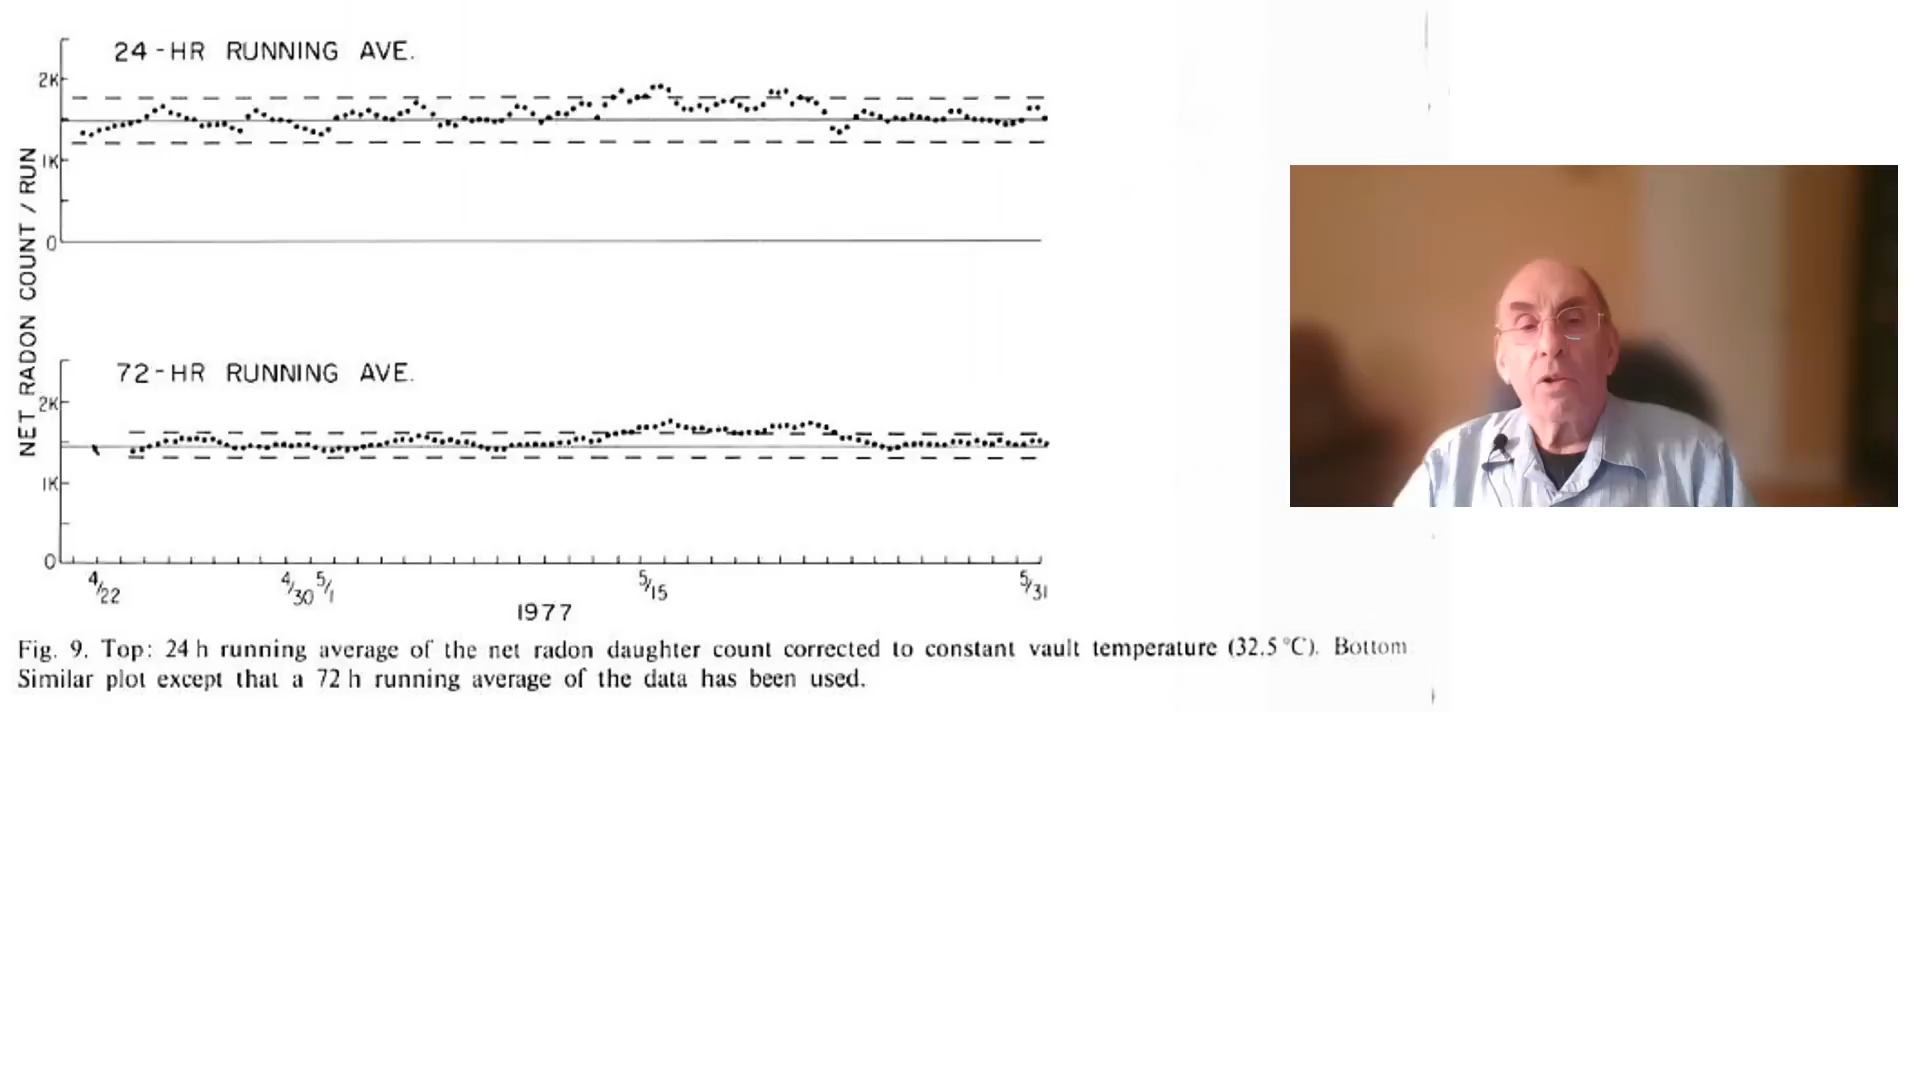 24-HR RUNNING AVE.
2K
1K
0
NET RADON COUNT / RUN
72-HR RUNNING AVE.
2K
1K
0
4/22 4/30 5/1 5/15 5/31
1977
Fig. 9. Top: 24 h running average of the net radon daughter count corrected to constant vault temperature (32.5 °C). Bottom
Similar plot except that a 72 h running average of the data has been used.